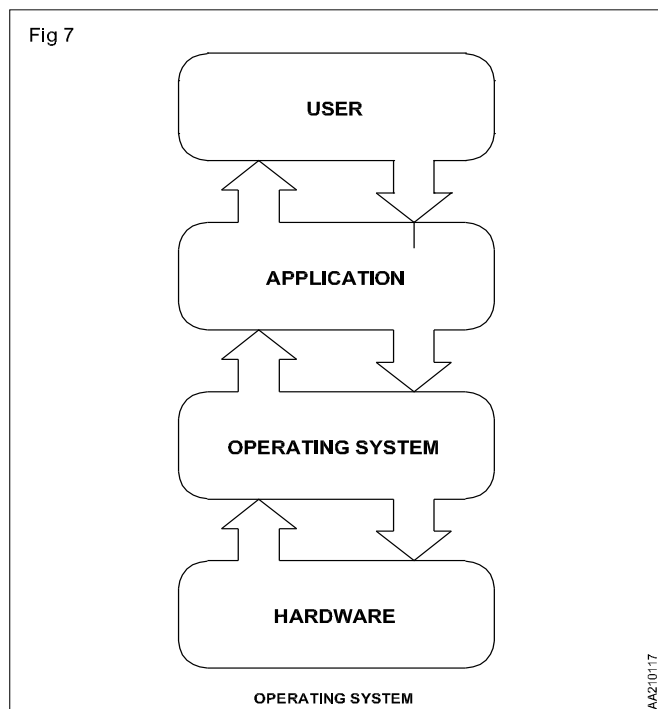 Fig 7
USER
APPLICATION
OPERATING SYSTEM
HARDWARE
OPERATING SYSTEM
AA210117